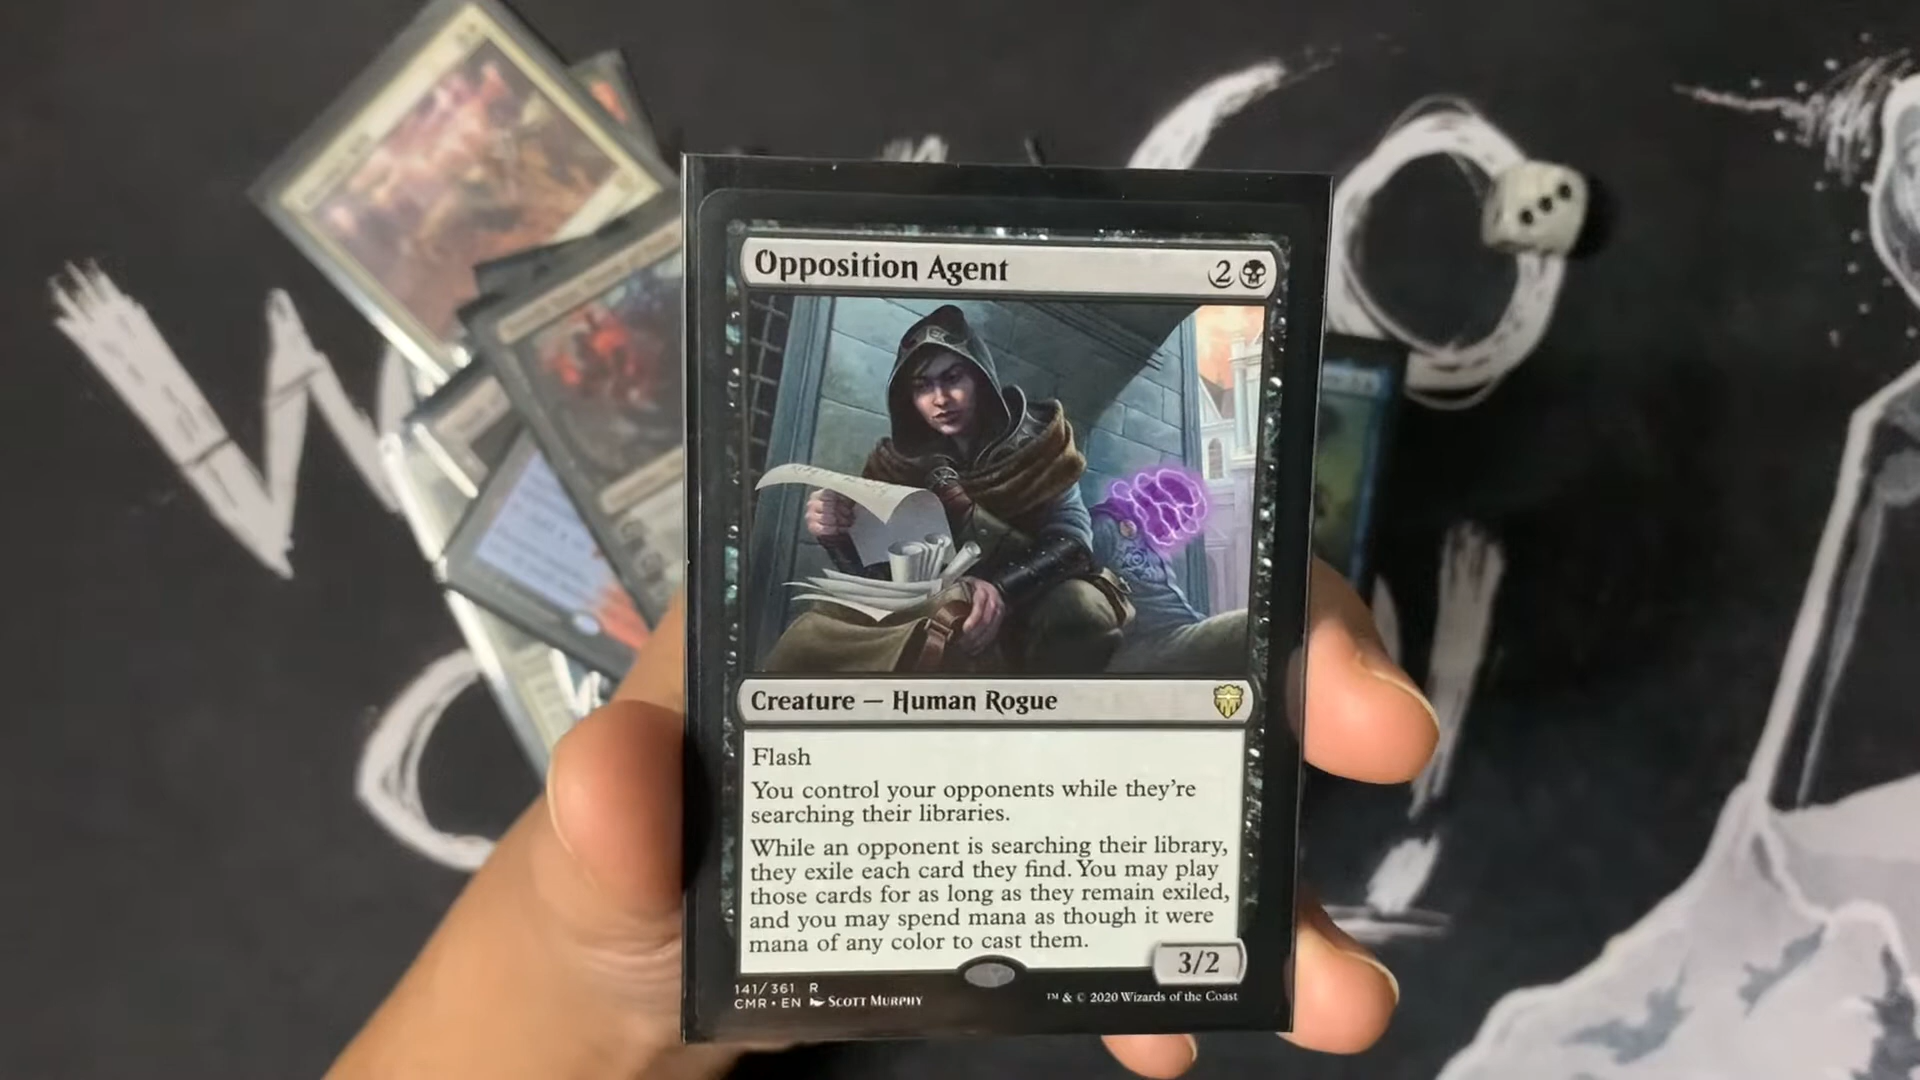 Opposition Agent 2
Creature — Human Rogue
Flash
You control your opponents while they're
searching their libraries.
While an opponent is searching their library,
they exile each card they find. You may play
those cards for as long as they remain exiled,
and you may spend mana as though it were
mana of any color to cast them.
3/2
141/361 R
CMR • EN Scott Murphy
™ & © 2020 Wizards of the Coast